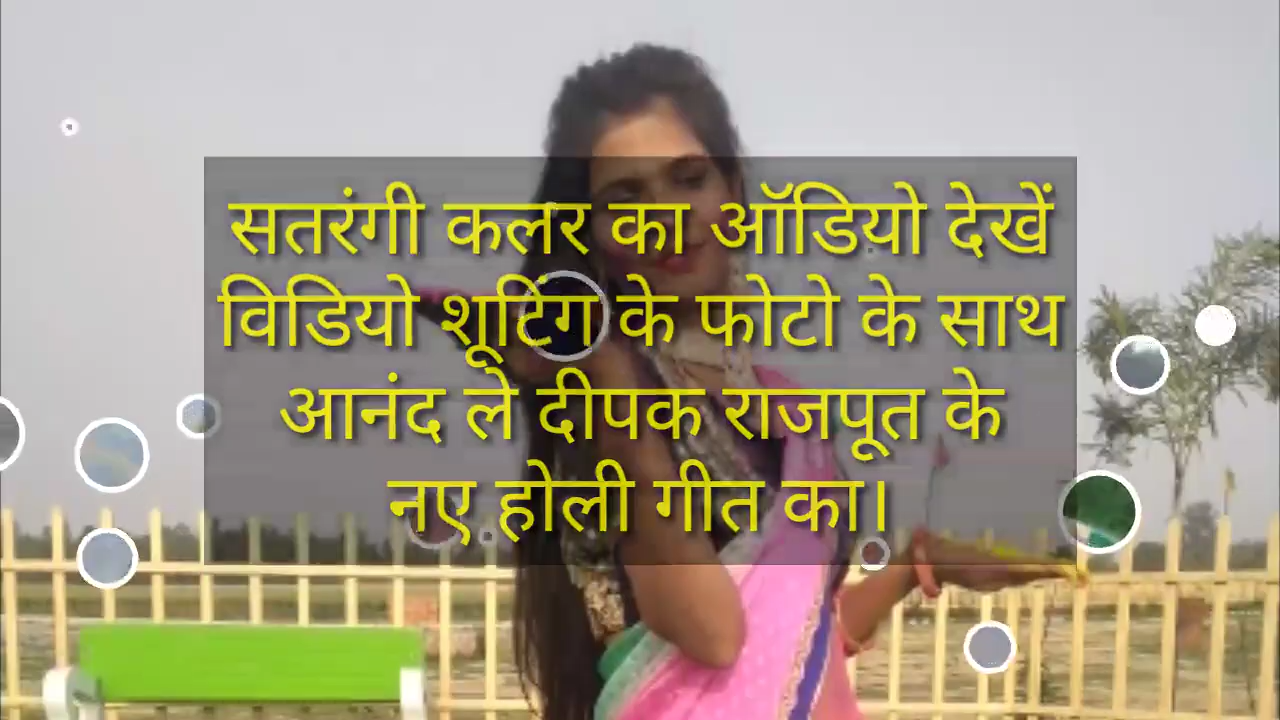 सतरंगी कलर का ऑडियो देखें
विडियो शूटिंग के फोटो के साथ
आनंद ले दीपक राजपूत के
नए होली गीत का।